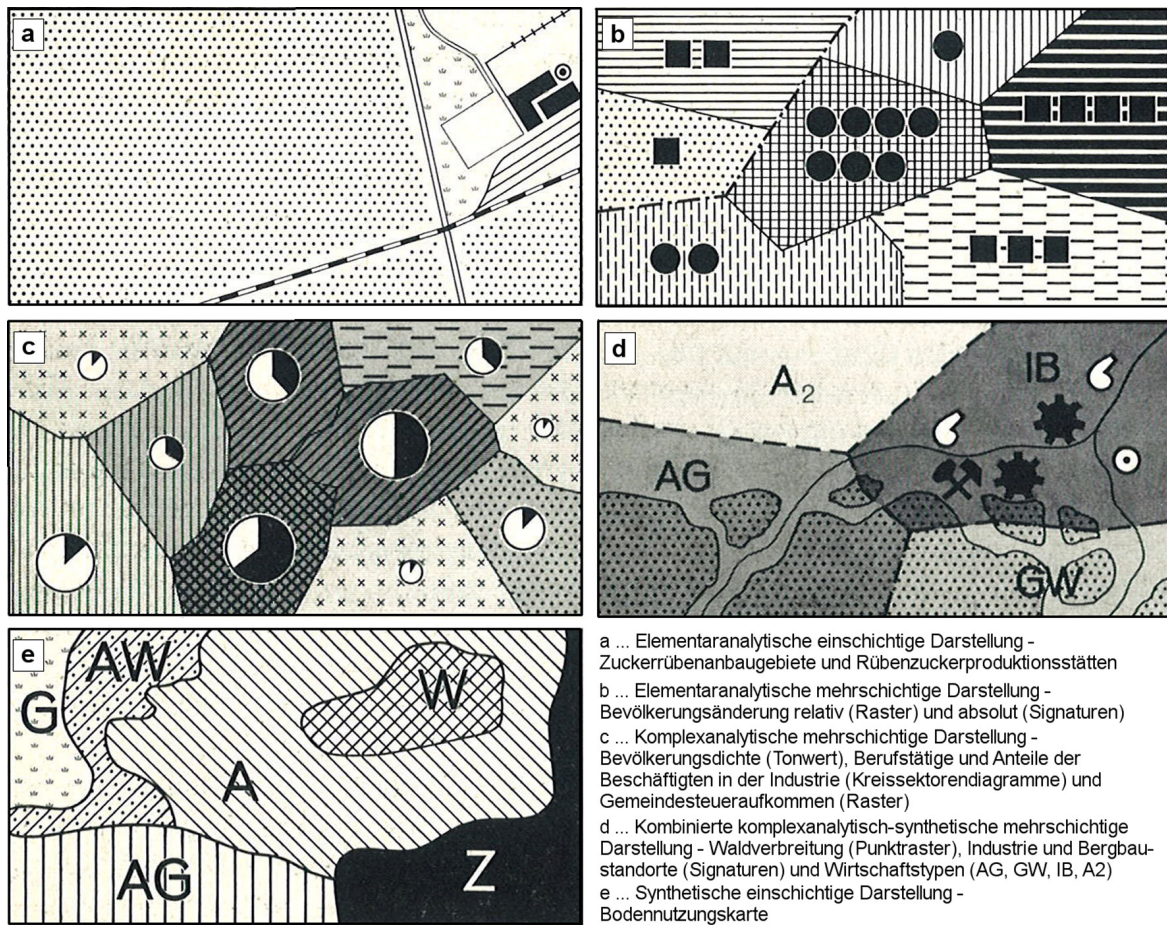 a
b
c
d
A2
IB
AG
GW
e
AW
G
W
A
AG
Z
a ... Elementaranalytische einschichtige Darstellung -
Zuckerrübenanbaugebiete und Rübenzuckerproduktionsstätten
b ... Elementaranalytische mehrschichtige Darstellung -
Bevölkerungsänderung relativ (Raster) und absolut (Signaturen)
c ... Komplexanalytische mehrschichtige Darstellung -
Bevölkerungsdichte (Tonwert), Berufstätige und Anteile der
Beschäftigten in der Industrie (Kreissektorendiagramme) und
Gemeindesteueraufkommen (Raster)
d ... Kombinierte komplexanalytisch-synthetische mehrschichtige
Darstellung - Waldverbreitung (Punktraster), Industrie und Bergbau-
standorte (Signaturen) und Wirtschaftstypen (AG, GW, IB, A2)
e ... Synthetische einschichtige Darstellung -
Bodennutzungskarte